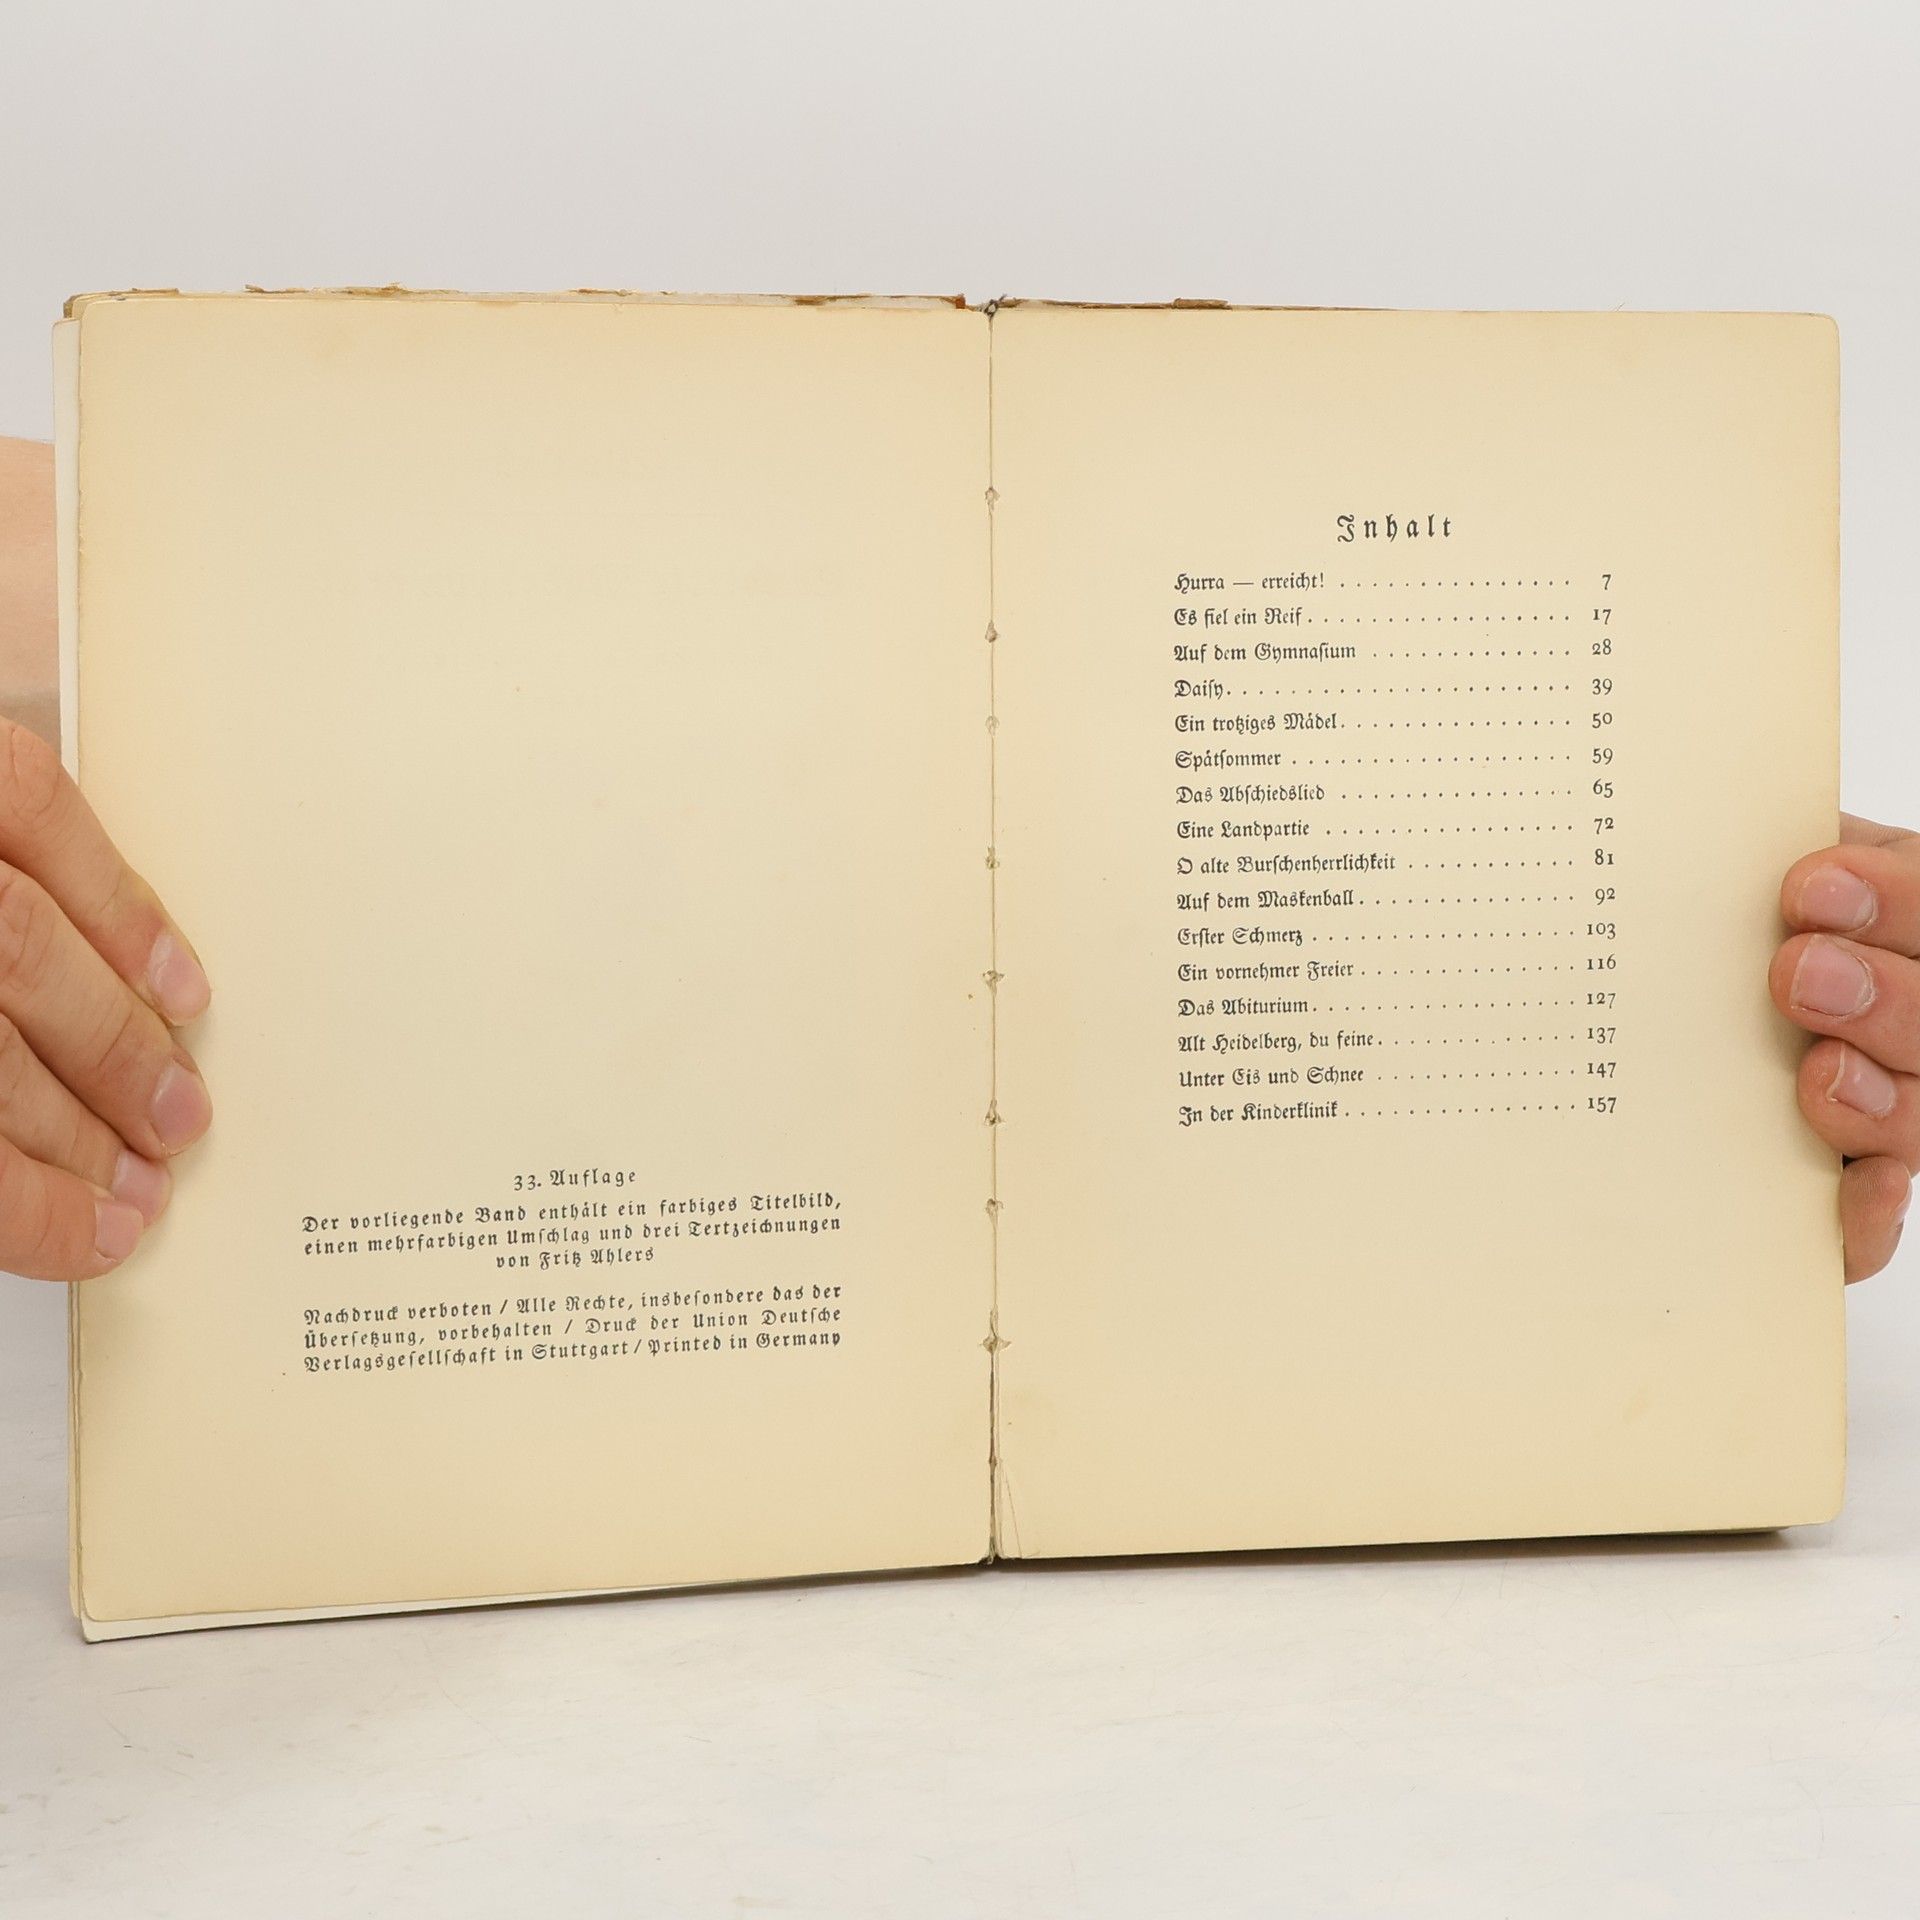 33. Auflage
Der vorliegende Band enthält ein farbiges Titelbild,
einen mehrfarbigen Umſchlag und drei Textzeichnungen
von Fritz Ahlers
Nachdruck verboten / Alle Rechte, insbeſondere das der
Überſetzung, vorbehalten / Druck der Union Deutſche
Verlagsgeſellſchaft in Stuttgart / Printed in Germany
Inhalt
Hurra — erreicht! . . . . . . . . . . . . . . . 7
Es fiel ein Reif . . . . . . . . . . . . . . . . . 17
Auf dem Gymnaſium . . . . . . . . . . . . . 28
Daiſy . . . . . . . . . . . . . . . . . . . . . . 39
Ein trotziges Mädel . . . . . . . . . . . . . . . 50
Spätſommer . . . . . . . . . . . . . . . . . . 59
Das Abſchiedslied . . . . . . . . . . . . . . . 65
Eine Landpartie . . . . . . . . . . . . . . . . 72
O alte Burſchenherrlichkeit . . . . . . . . . . . 81
Auf dem Maskenball . . . . . . . . . . . . . . 92
Erſter Schmerz . . . . . . . . . . . . . . . . . 103
Ein vornehmer Freier . . . . . . . . . . . . . . 116
Das Abiturium . . . . . . . . . . . . . . . . . 127
Alt Heidelberg, du feine . . . . . . . . . . . . . 137
Unter Eis und Schnee . . . . . . . . . . . . . 147
In der Kinderklinik . . . . . . . . . . . . . . . 157